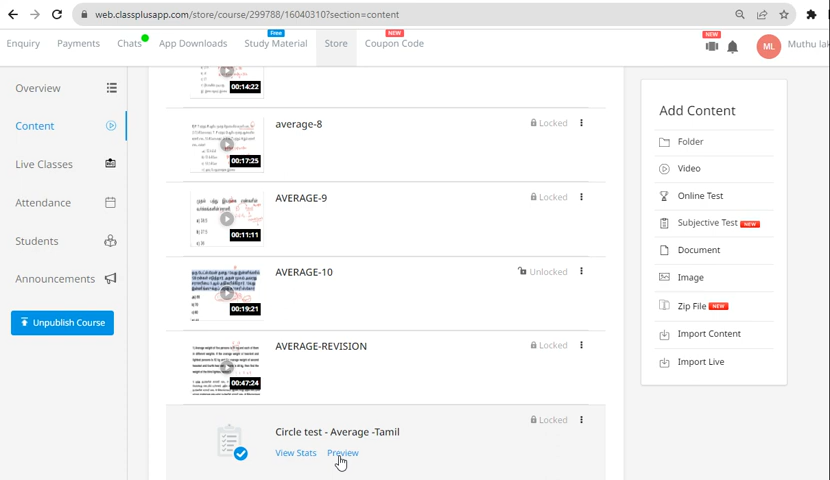 web.classplusapp.com/store/course/299788/16040310?section=content
Free
NEW
NEW
Enquiry
Payments
Chats
App Downloads
Study Material
Store
Coupon Code
ML
Muthu lak
Overview
Content
Live Classes
Attendance
Students
Announcements
Unpublish Course
00:14:22
average-8
Locked
00:17:25
AVERAGE-9
Locked
00:11:11
AVERAGE-10
Unlocked
00:19:21
AVERAGE-REVISION
Locked
00:47:24
Circle test - Average -Tamil
Locked
View Stats
Preview
Add Content
Folder
Video
Online Test
Subjective Test NEW
Document
Image
Zip File NEW
Import Content
Import Live